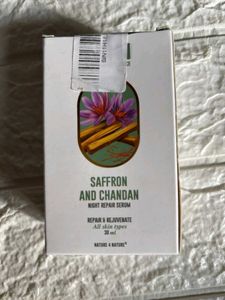 SAFFRON
AND CHANDAN
NIGHT REPAIR SERUM
REPAIR & REJUVENATE
All skin types
30 ml
NATURE 4 NATURE®